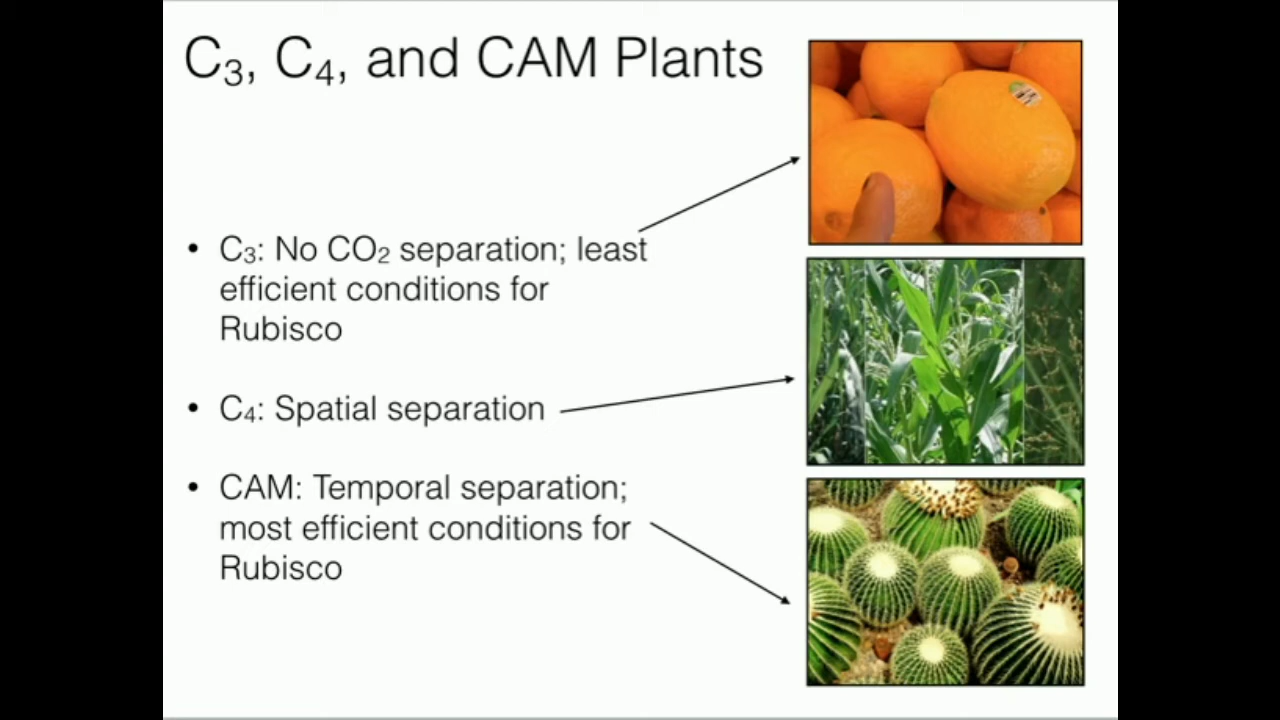 C₃, C₄, and CAM Plants
• C₃: No CO₂ separation; least
efficient conditions for
Rubisco
• C₄: Spatial separation
• CAM: Temporal separation;
most efficient conditions for
Rubisco